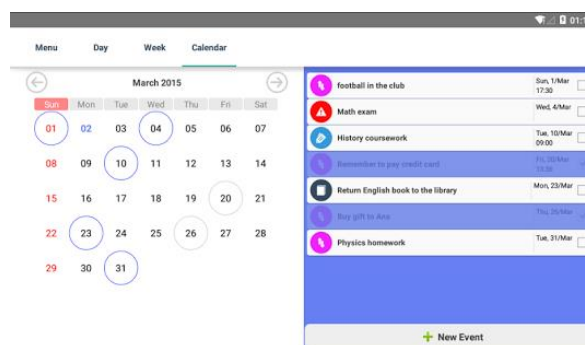 01:1
Menu Day Week Calendar
March 2015
Sun Mon Tue Wed Thu Fri Sat
01 02 03 04 05 06 07
08 09 10 11 12 13 14
15 16 17 18 19 20 21
22 23 24 25 26 27 28
29 30 31
football in the club Sun, 1/Mar
17:30
Math exam Wed, 4/Mar
History coursework Tue, 10/Mar
09:00
Remember to pay credit card Fri, 20/Mar
Return English book to the library Mon, 23/Mar
Buy gift to Ana Thu, 26/Mar
Physics homework Tue, 31/Mar
New Event